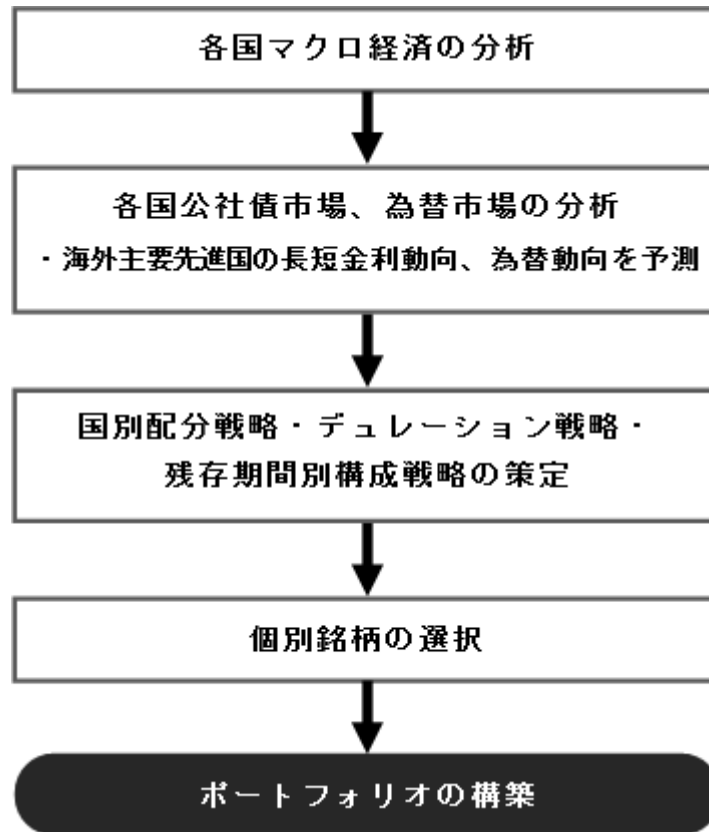 各国マクロ経済の分析
各国公社債市場、為替市場の分析
・海外主要先進国の長短金利動向、為替動向を予測
国別配分戦略・デュレーション戦略・
残存期間別構成戦略の策定
個別銘柄の選択
ポートフォリオの構築